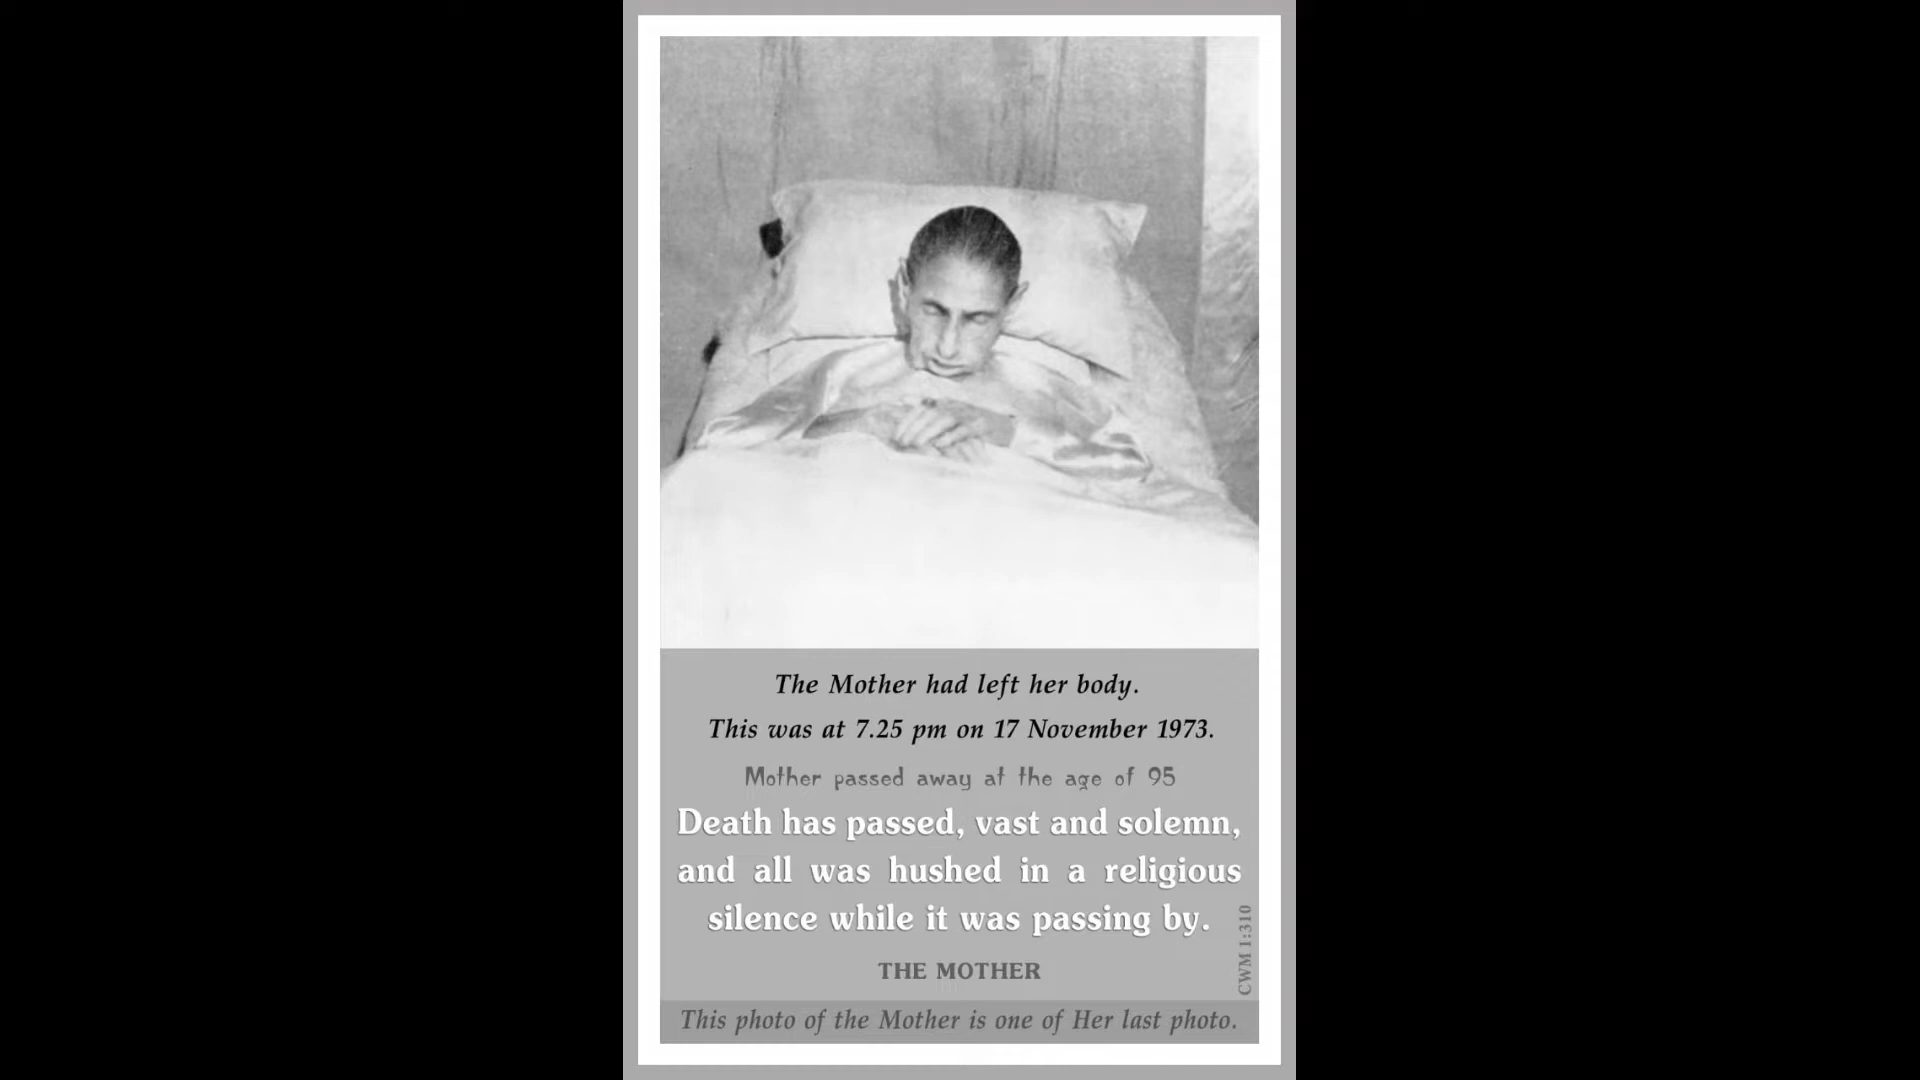 The Mother had left her body.
This was at 7.25 pm on 17 November 1973.
Mother passed away at the age of 95
Death has passed, vast and solemn,
and all was hushed in a religious
silence while it was passing by.
CWM 1:310
THE MOTHER
This photo of the Mother is one of Her last photo.